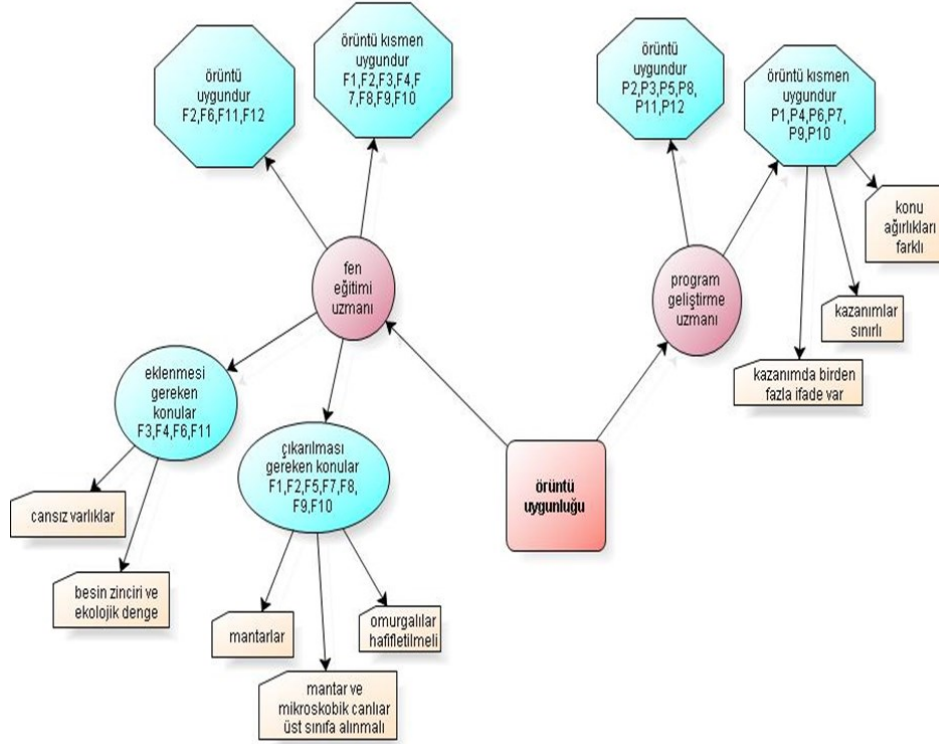 örüntü
uygundur
F2,F6,F11,F12
örüntü kısmen
uygundur
F1,F2,F3,F4,F
7,F8,F9,F10
örüntü
uygundur
P2,P3,P5,P8,
P11,P12
örüntü kısmen
uygundur
P1,P4,P6,P7,
P9,P10
konu
ağırlıkları
farklı
fen
eğitimi
uzmanı
program
geliştirme
uzmanı
kazanımlar
sınırlı
kazanımda birden
fazla ifade var
eklenmesi
gereken
konular
F3,F4,F6,F11
çıkarılması
gereken konular
F1,F2,F5,F7,F8,
F9,F10
örüntü
uygunluğu
cansız varlıklar
besin zinciri ve
ekolojik denge
mantarlar
omurgalılar
hafifletilmeli
mantar ve
mikroskobik canlıar
üst sınıfa alınmalı